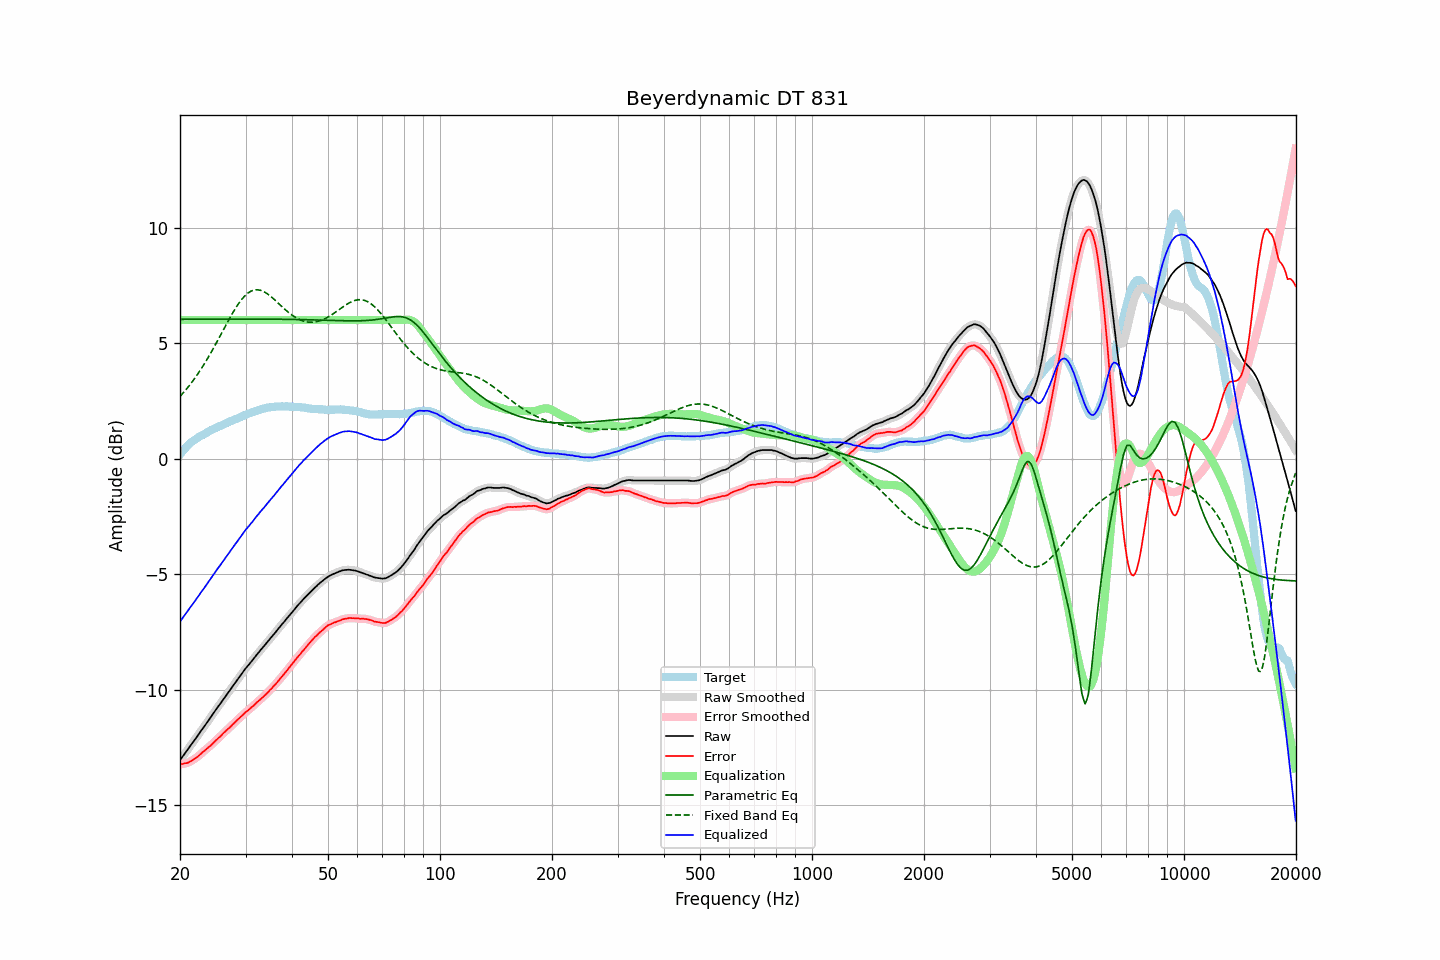 Beyerdynamic DT 831
Amplitude (dBr)
10
5
0
−5
−10
−15
Target
Raw Smoothed
Error Smoothed
Raw
Error
Equalization
Parametric Eq
Fixed Band Eq
Equalized
20 50 100 200 500 1000 2000 5000 10000 20000
Frequency (Hz)